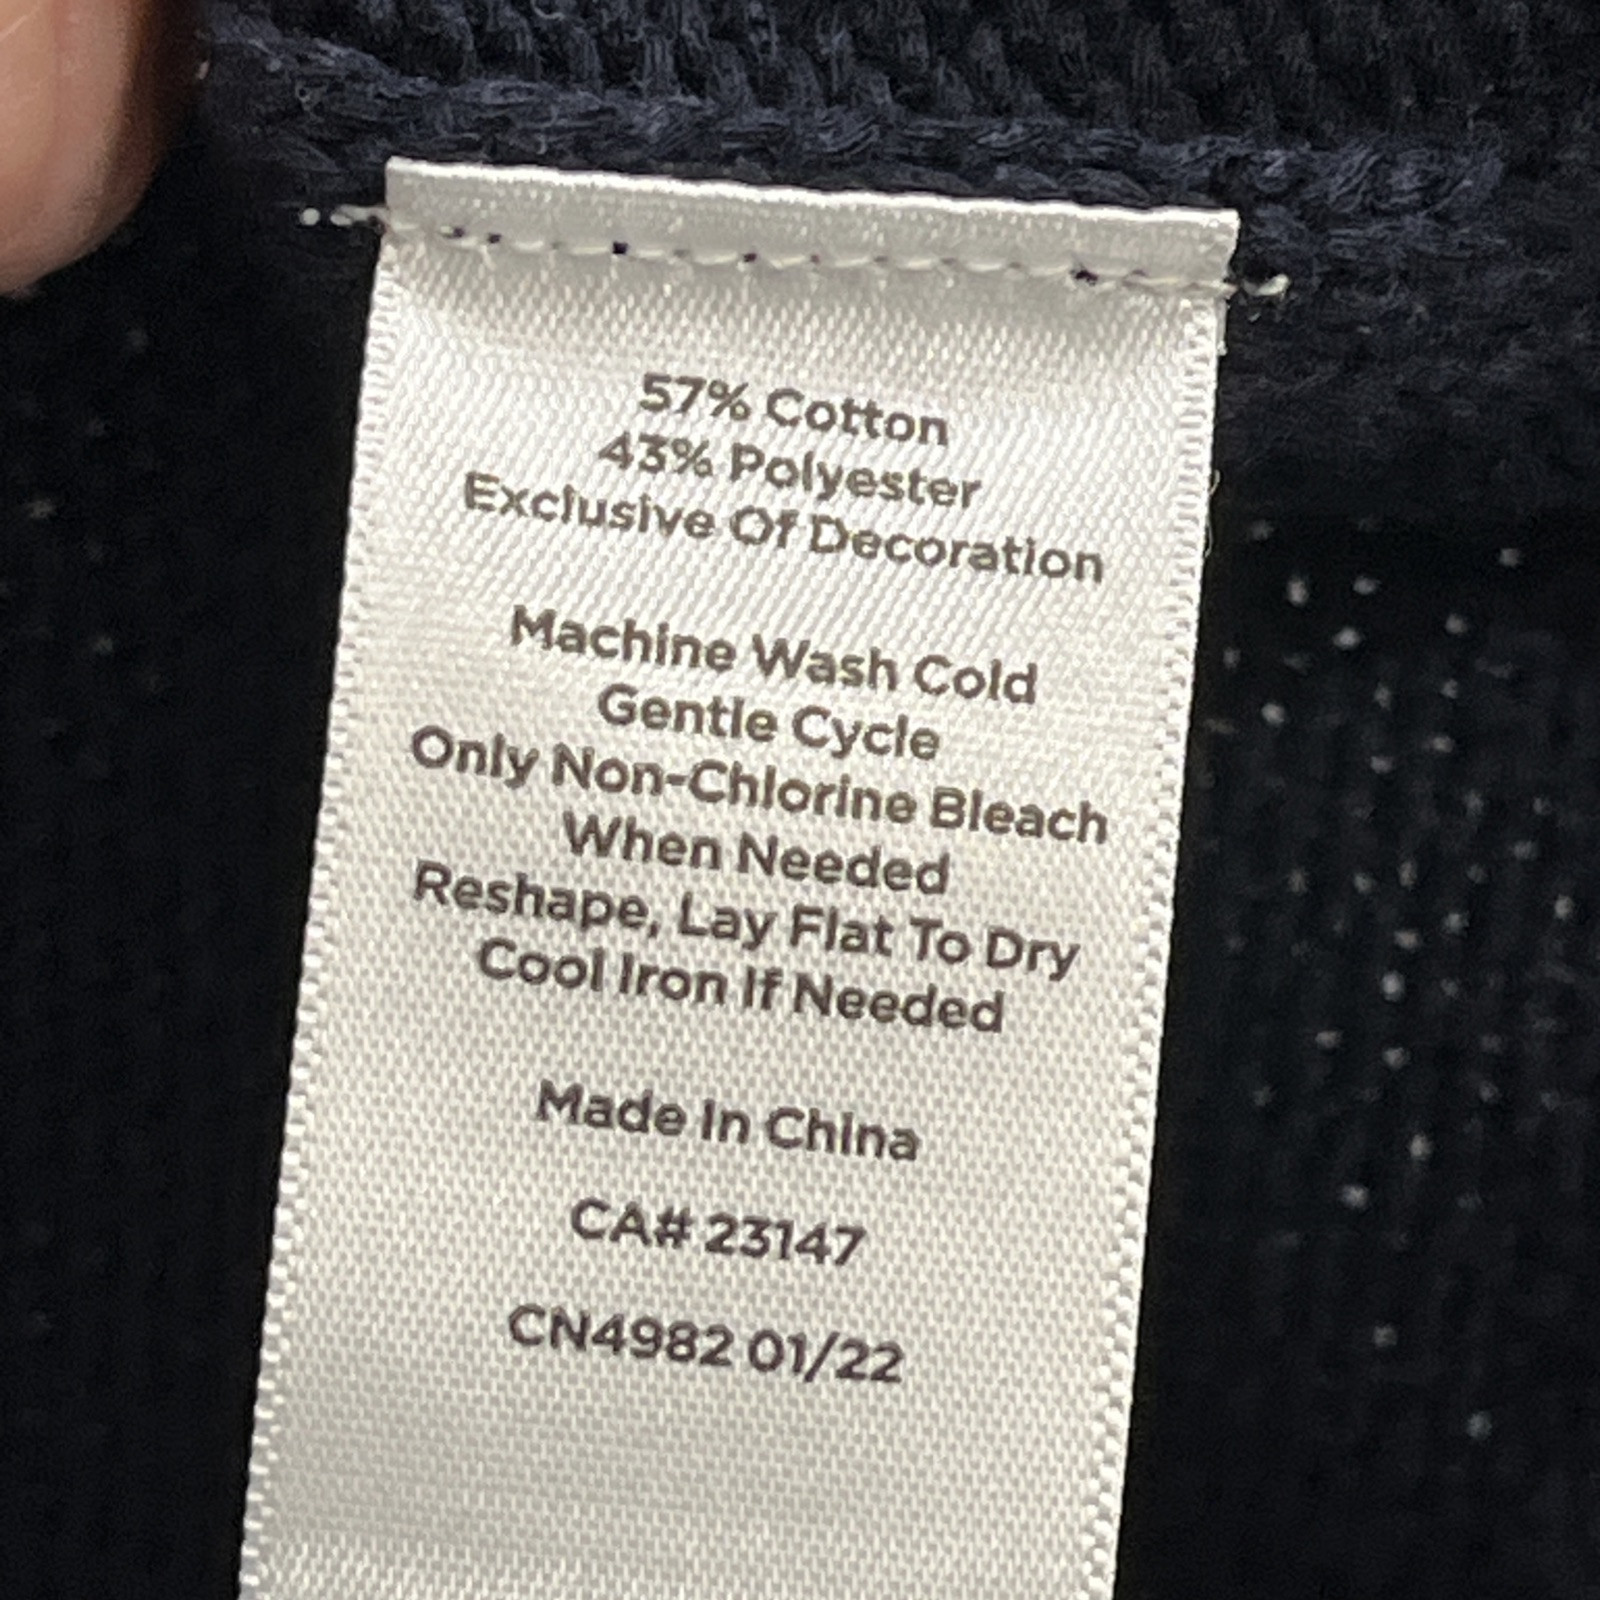 57% Cotton
43% Polyester
Exclusive Of Decoration
Machine Wash Cold
Gentle Cycle
Only Non-Chlorine Bleach
When Needed
Reshape, Lay Flat To Dry
Cool Iron If Needed
Made In China
CA# 23147
CN4982 01/22